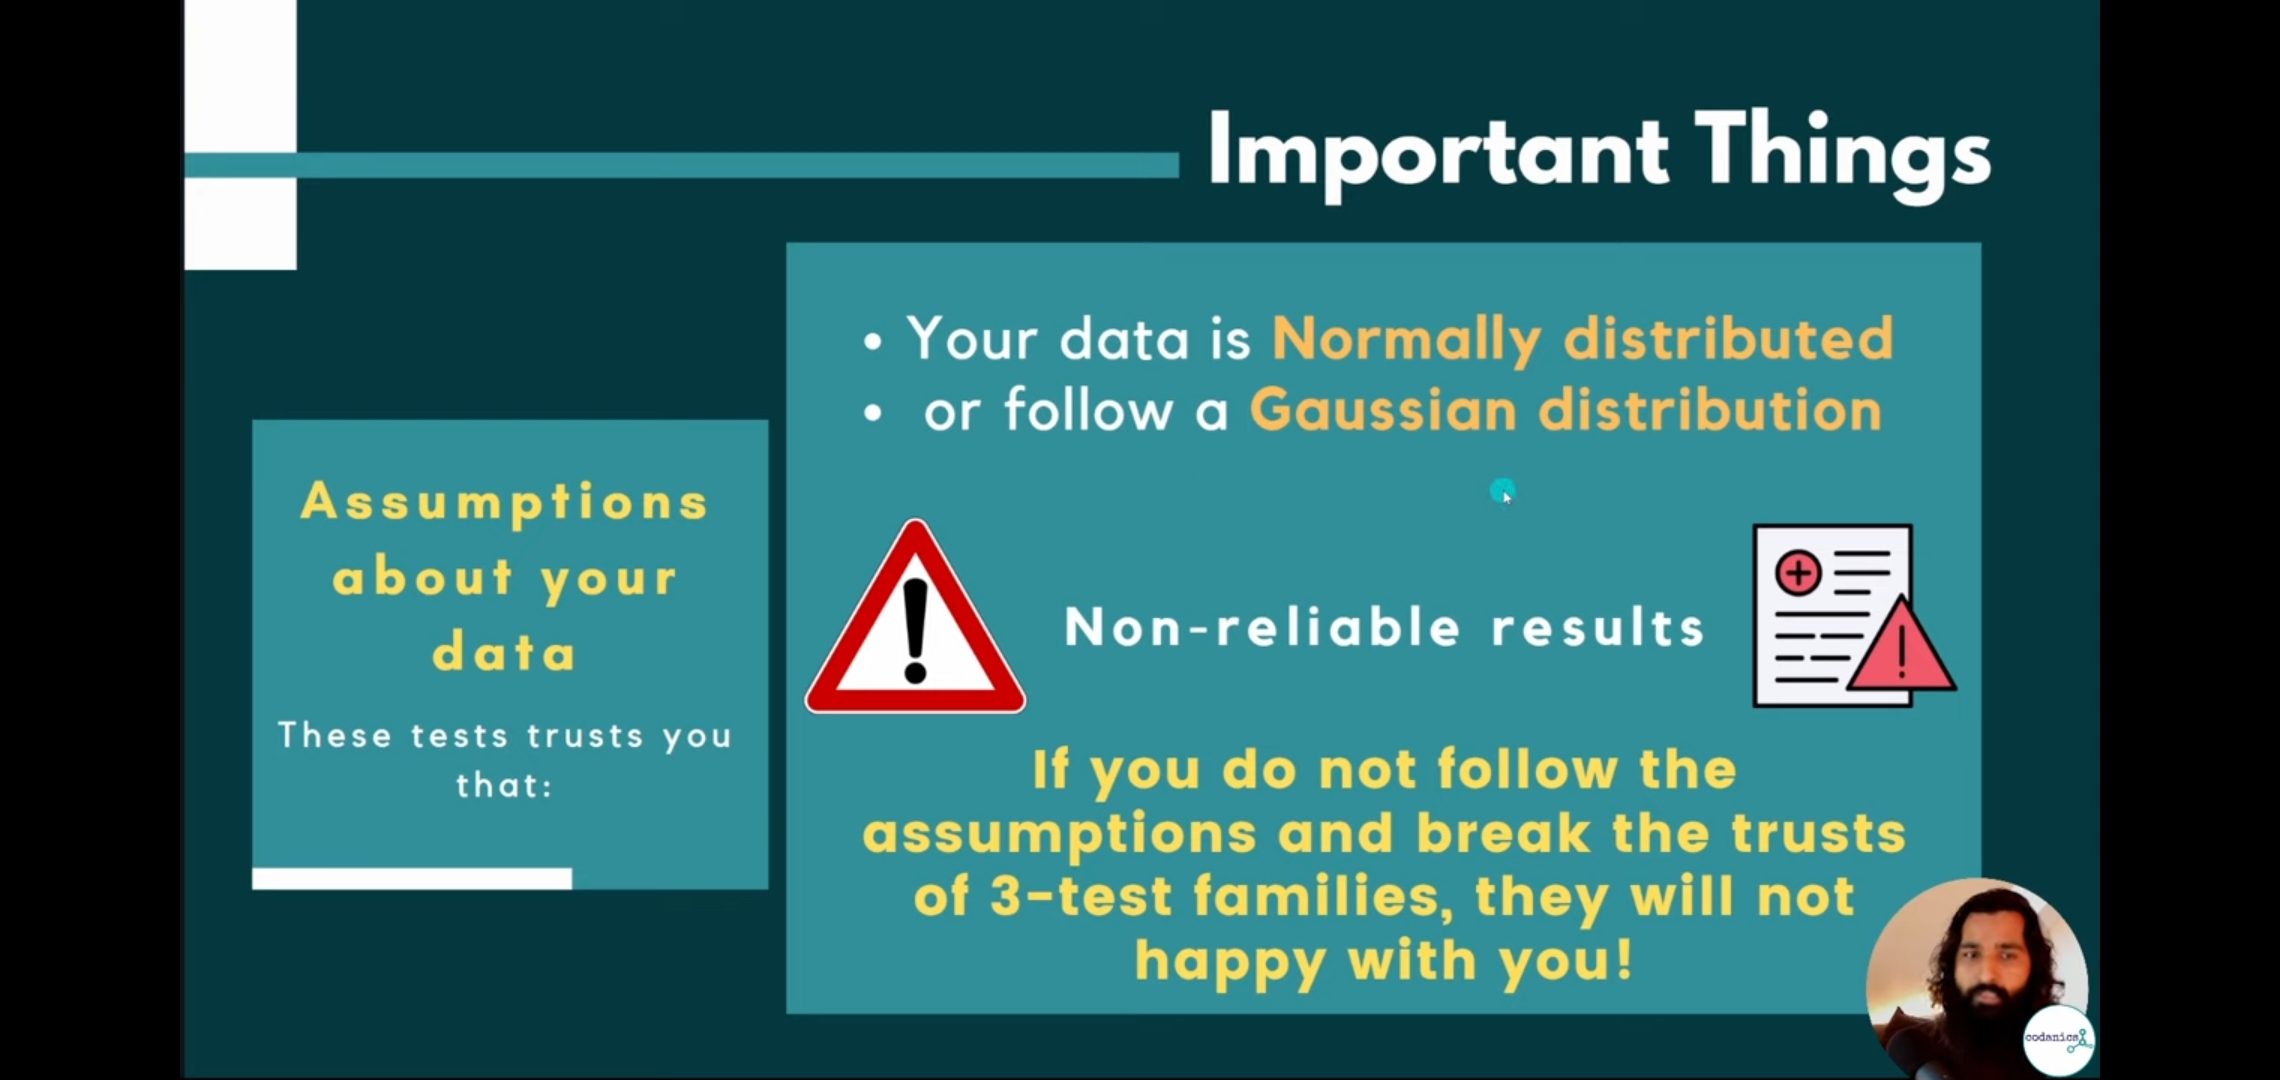 Important Things
Your data is Normally distributed
or follow a Gaussian distribution
Assumptions
about your
data
These tests trusts you
that:
Non-reliable results
If you do not follow the
assumptions and break the trusts
of 3-test families, they will not
happy with you!
codanics